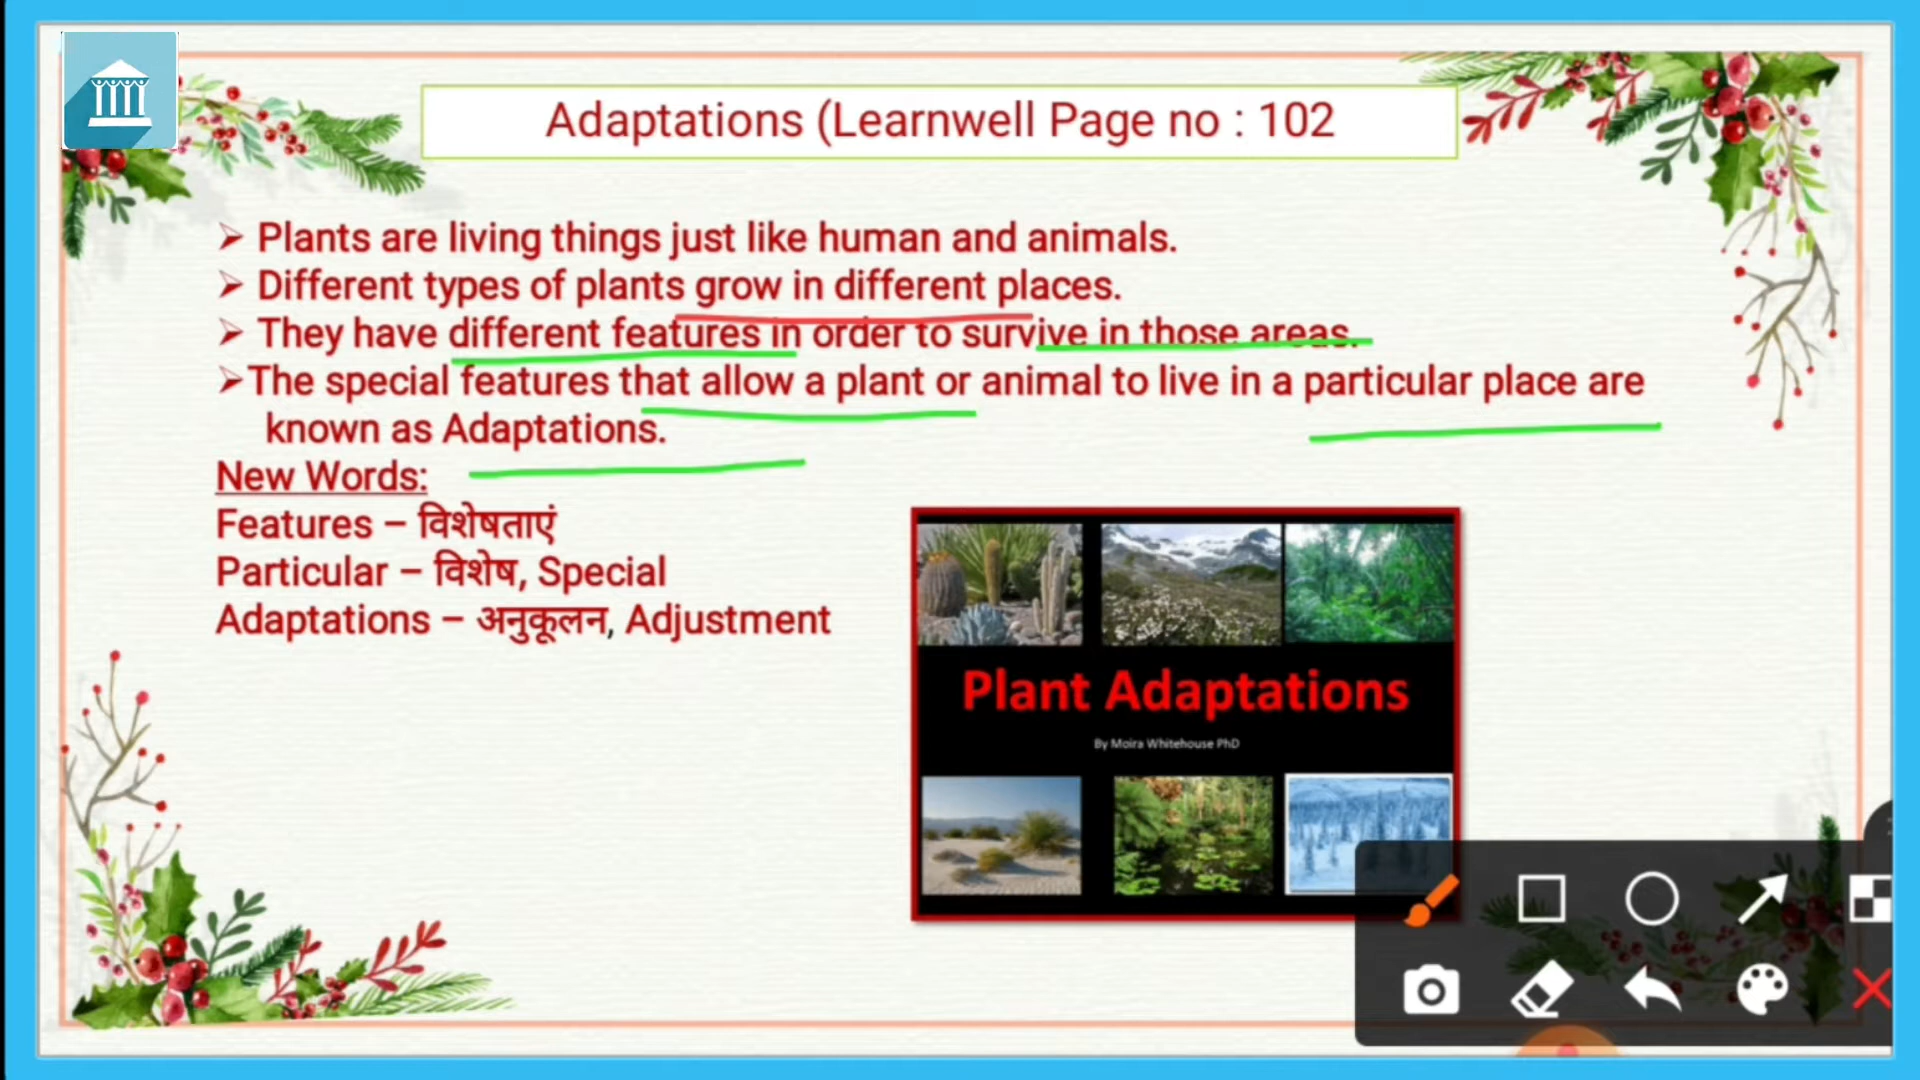 Adaptations (Learnwell Page no : 102
Plants are living things just like human and animals.
Different types of plants grow in different places.
They have different features in order to survive in those areas.
The special features that allow a plant or animal to live in a particular place are
known as Adaptations.
New Words:
Features – विशेषताएं
Particular – विशेष, Special
Adaptations – अनुकूलन, Adjustment
Plant Adaptations
By Moira Whitehouse PhD